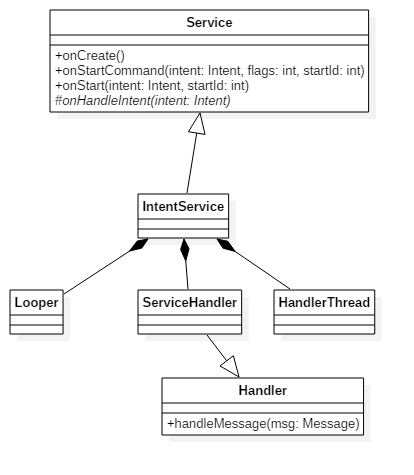 Service
+onCreate()
+onStartCommand(intent: Intent, flags: int, startId: int)
+onStart(intent: Intent, startId: int)
#onHandleIntent(intent: Intent)
IntentService
Looper
ServiceHandler
HandlerThread
Handler
+handleMessage(msg: Message)